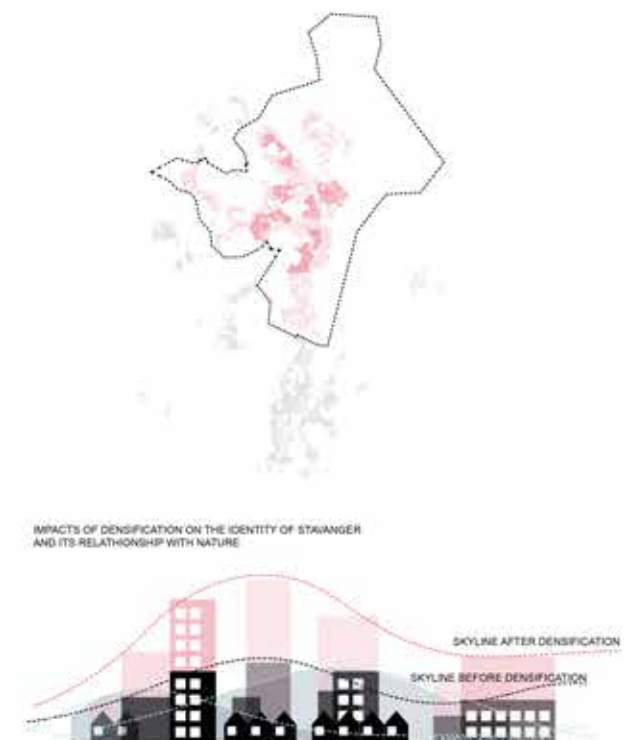 IMPACTS OF DENSIFICATION ON THE IDENTITY OF STAVANGER
AND ITS RELATHIONSHIP WITH NATURE
SKYLINE AFTER DENSIFICATION
SKYLINE BEFORE DENSIFICATION